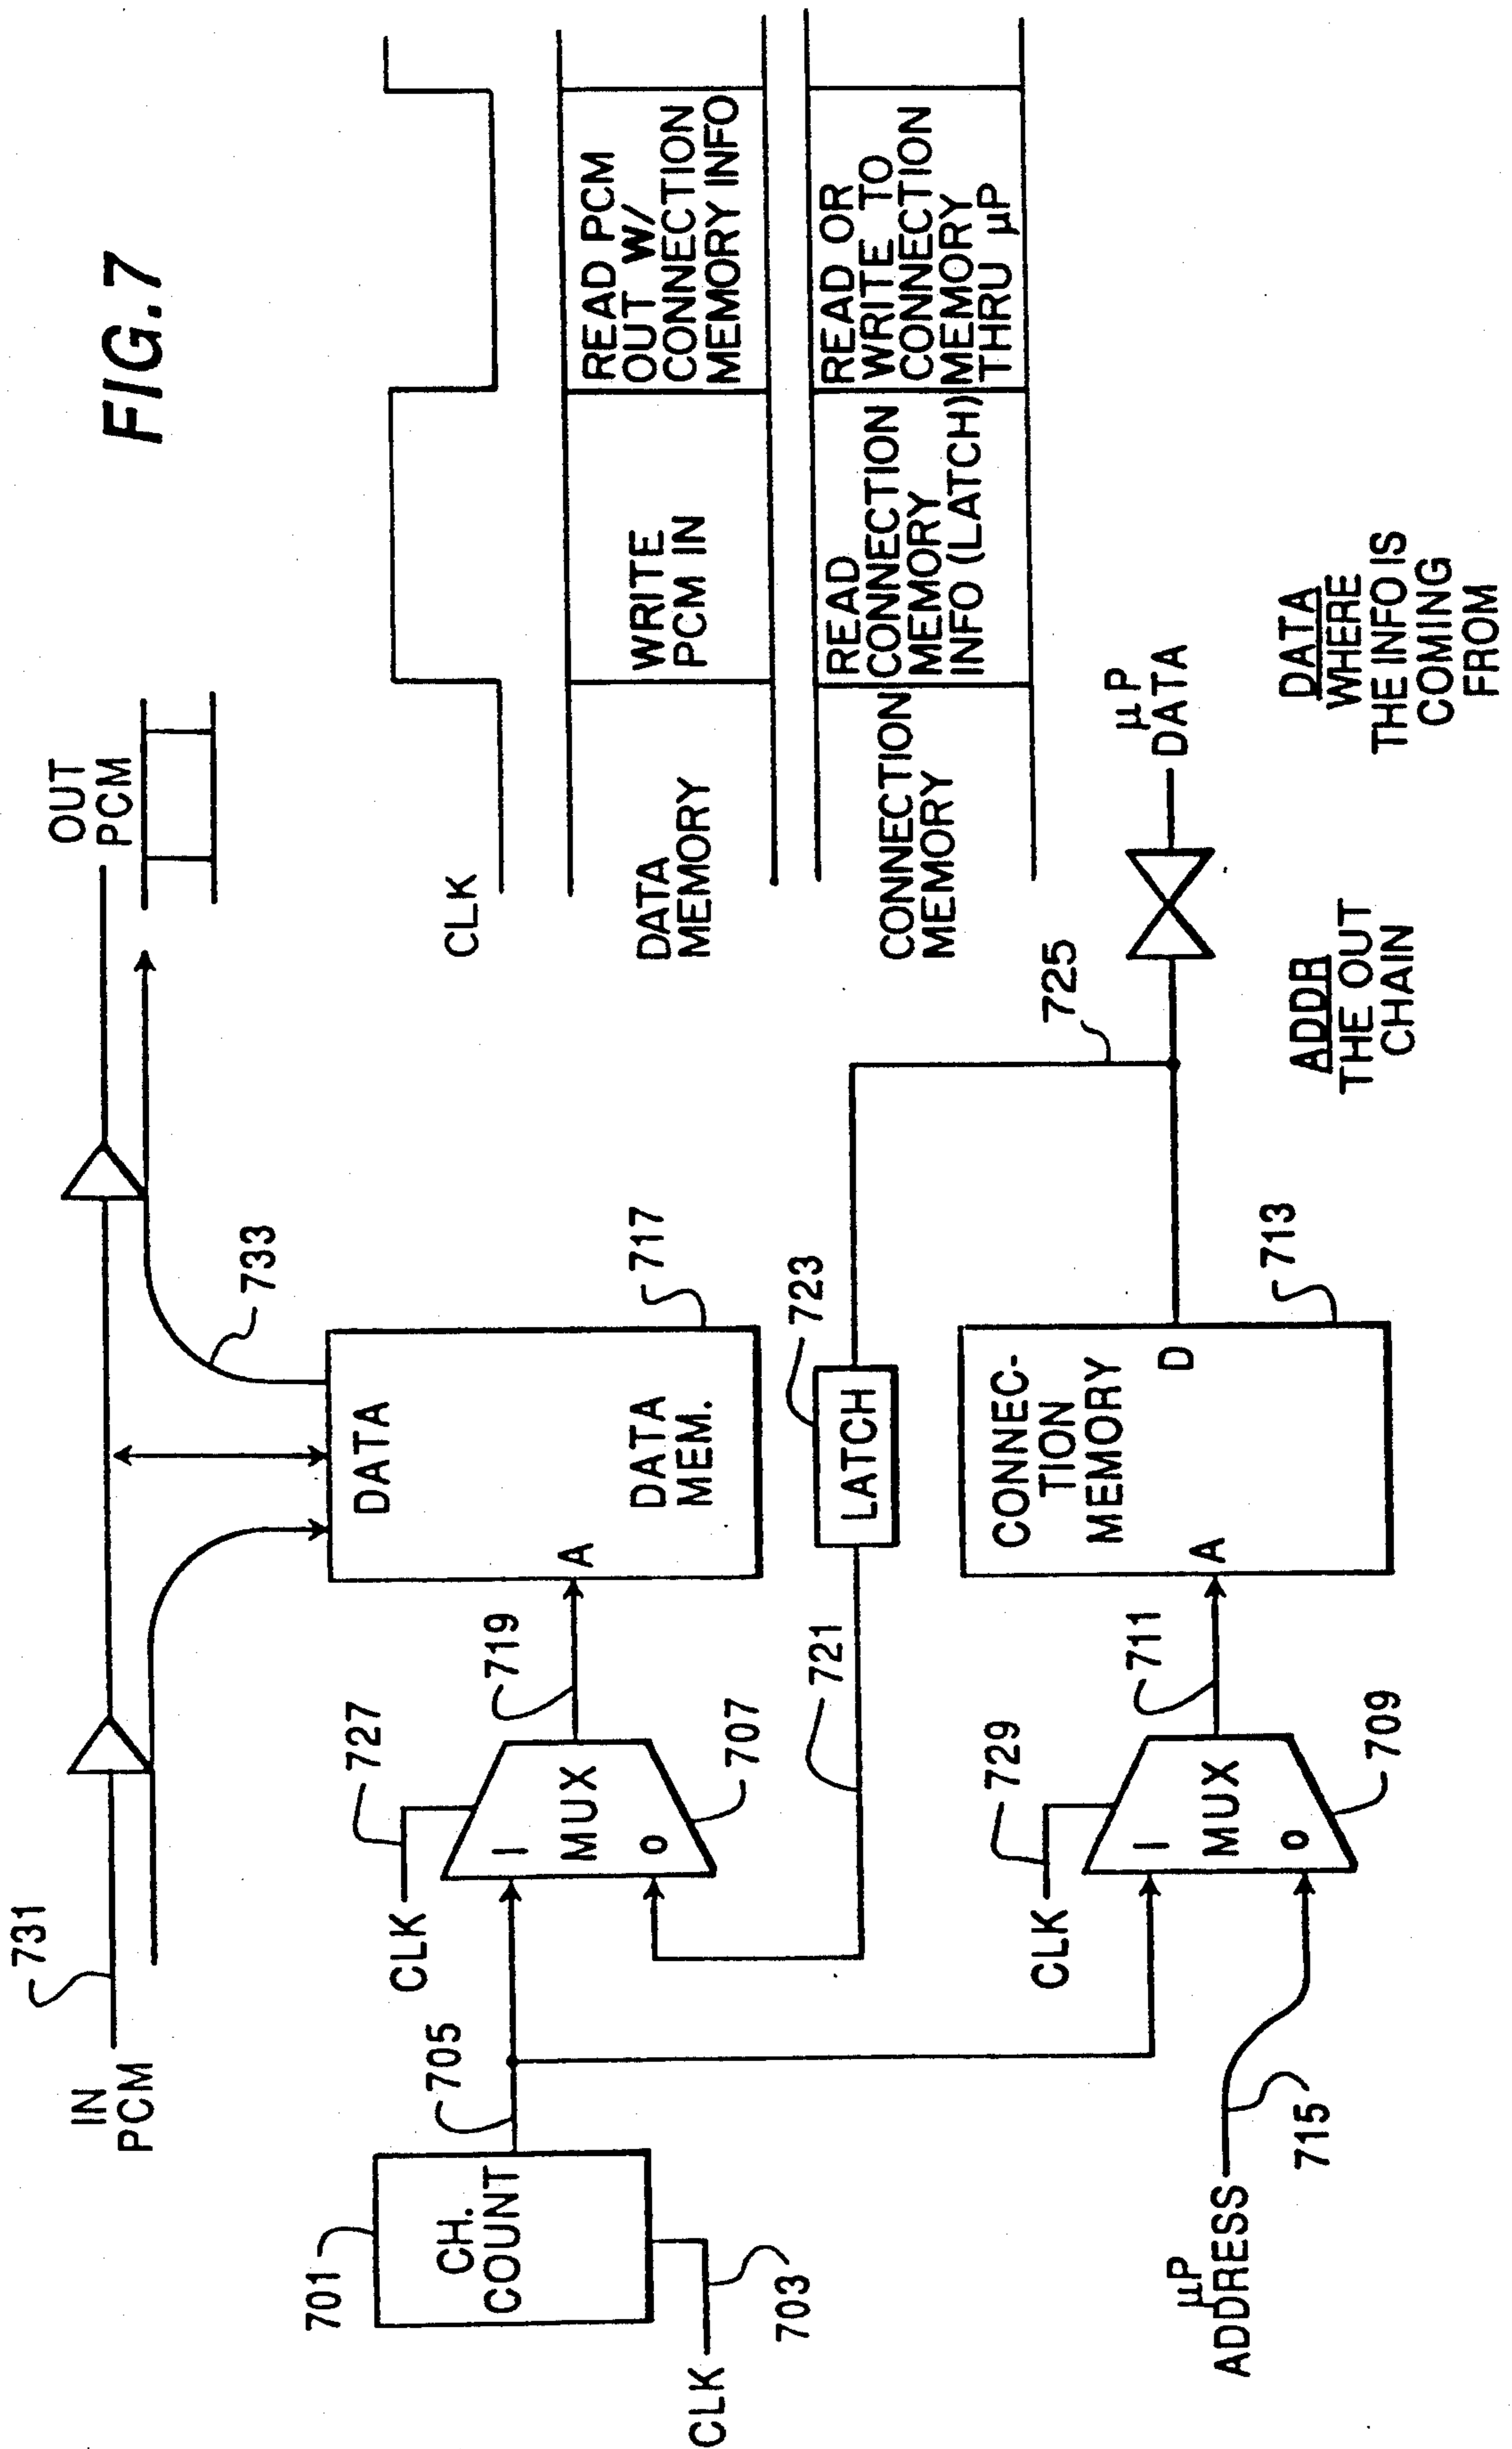 FIG.7
731
IN
PCM
733
OUT
PCM
701
CH.
COUNT
703
CLK
705
727
CLK
I
MUX
O
707
719
DATA
A
DATA
MEM.
717
721
LATCH
723
729
CLK
I
MUX
O
709
711
µP
ADDRESS
715
CONNEC-
TION
MEMORY
A
D
713
725
µP
DATA
ADDR
THE OUT
CHAIN
DATA
WHERE
THE INFO IS
COMING
FROM
CLK
DATA
MEMORY
WRITE
PCM IN
READ PCM
OUT W/
CONNECTION
MEMORY INFO
CONNECTION
MEMORY
READ
CONNECTION
MEMORY
INFO (LATCH)
READ OR
WRITE TO
CONNECTION
MEMORY
THRU µP